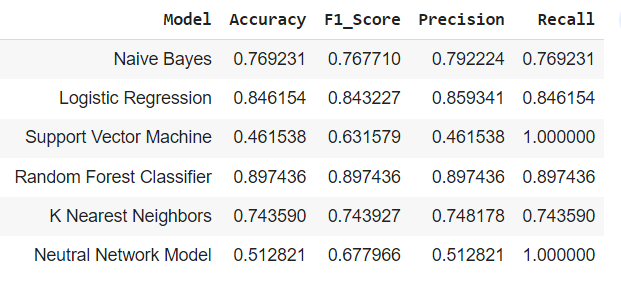 Model Accuracy F1_Score Precision Recall
Naive Bayes 0.769231 0.767710 0.792224 0.769231
Logistic Regression 0.846154 0.843227 0.859341 0.846154
Support Vector Machine 0.461538 0.631579 0.461538 1.000000
Random Forest Classifier 0.897436 0.897436 0.897436 0.897436
K Nearest Neighbors 0.743590 0.743927 0.748178 0.743590
Neutral Network Model 0.512821 0.677966 0.512821 1.000000